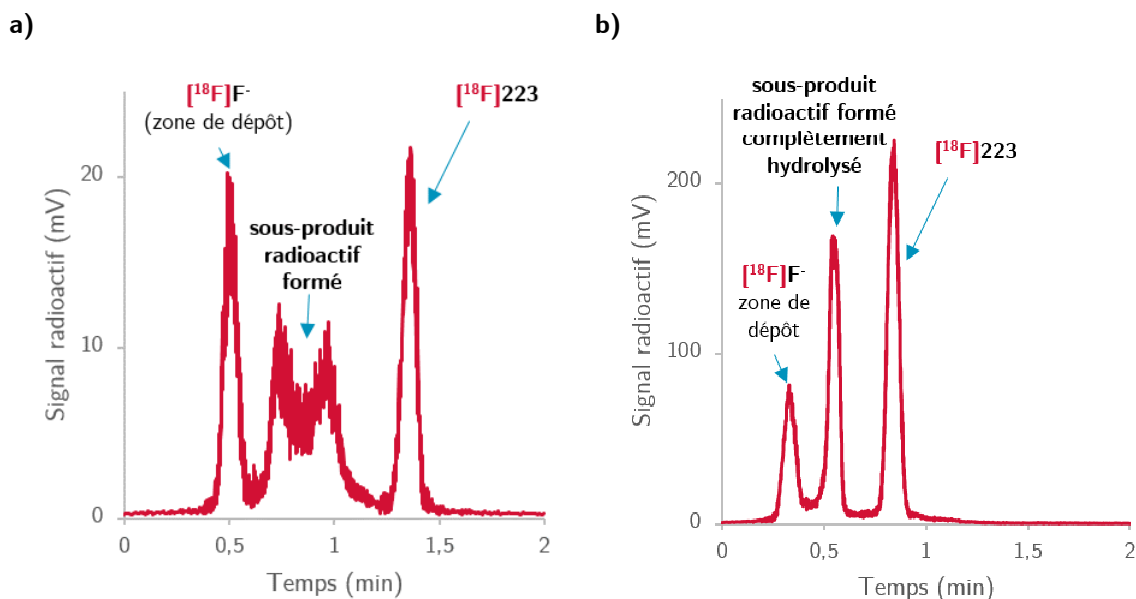 a)
[¹⁸F]F⁻
(zone de dépôt)
[¹⁸F]223
sous-produit
radioactif
formé
Signal radioactif (mV)
20
10
0
0
0,5
1
1,5
2
Temps (min)
b)
sous-produit
radioactif formé
complètement
hydrolysé
[¹⁸F]223
[¹⁸F]F⁻
zone de
dépôt
Signal radioactif (mV)
200
100
0
0
0,5
1
1,5
2
Temps (min)